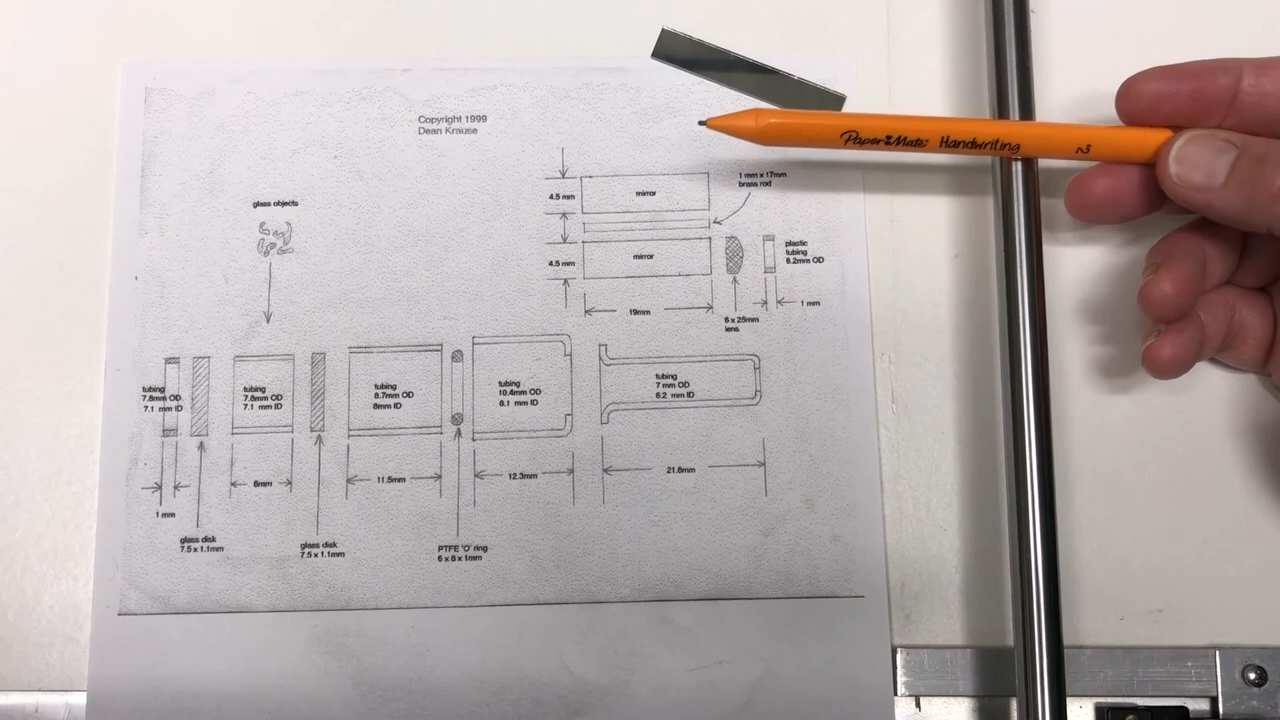 Copyright 1999
Dean Krause
Paper Mate Handwriting
1 mm x 17mm
brass rod
4.5 mm
mirror
glass objects
4.5 mm
mirror
plastic
tubing
6.2mm OD
1 mm
19mm
6 x 25mm
lens
tubing
7.8mm OD
7.1 mm ID
tubing
7.8mm OD
7.1 mm ID
tubing
8.7mm OD
8mm ID
tubing
10.4mm OD
8.1 mm ID
tubing
7 mm OD
6.2 mm ID
21.8mm
12.3mm
11.5mm
6mm
1 mm
glass disk
7.5 x 1.1mm
glass disk
7.5 x 1.1mm
PTFE 'O' ring
6 x 8 x 1mm